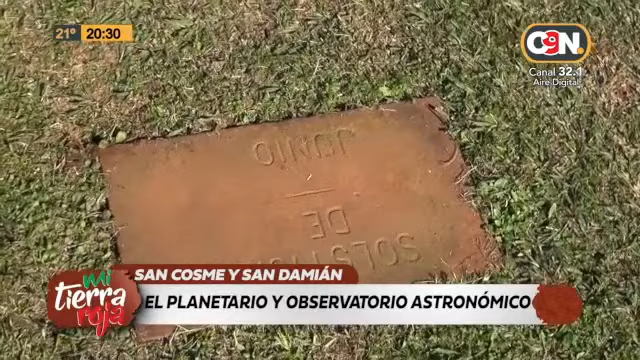 21° 20:30
C9N
Canal 32.1
Aire Digital
JUNIO
DE
SOLSTI
mi
tierra
roja
SAN COSME Y SAN DAMIÁN
EL PLANETARIO Y OBSERVATORIO ASTRONÓMICO